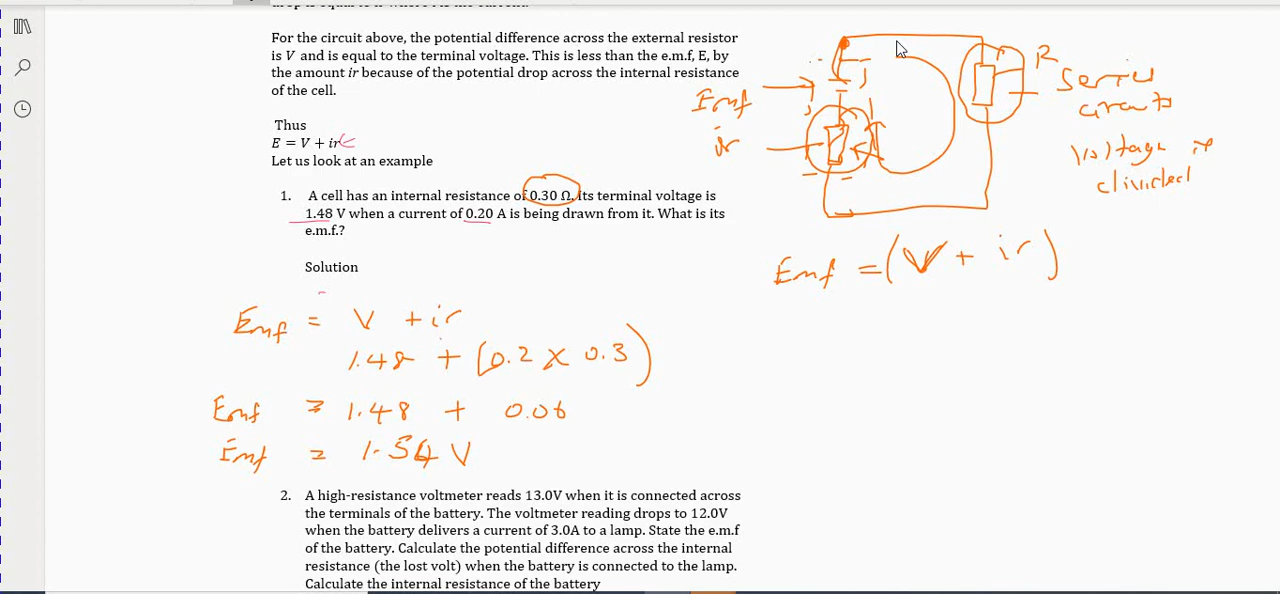 For the circuit above, the potential difference across the external resistor
is V and is equal to the terminal voltage. This is less than the e.m.f, E, by
the amount ir because of the potential drop across the internal resistance
of the cell.
Thus
E = V + ir
Let us look at an example
1. A cell has an internal resistance of 0.30 Ω, its terminal voltage is
1.48 V when a current of 0.20 A is being drawn from it. What is its
e.m.f.?
Solution
Emf = V + ir
1.48 + (0.2 x 0.3)
Emf = 1.48 + 0.06
Emf = 1.54 V
2. A high-resistance voltmeter reads 13.0V when it is connected across
the terminals of the battery. The voltmeter reading drops to 12.0V
when the battery delivers a current of 3.0A to a lamp. State the e.m.f
of the battery. Calculate the potential difference across the internal
resistance (the lost volt) when the battery is connected to the lamp.
Calculate the internal resistance of the battery
Emf
ir
R
Series
circuits
Voltage is
divided
Emf = (V + ir)